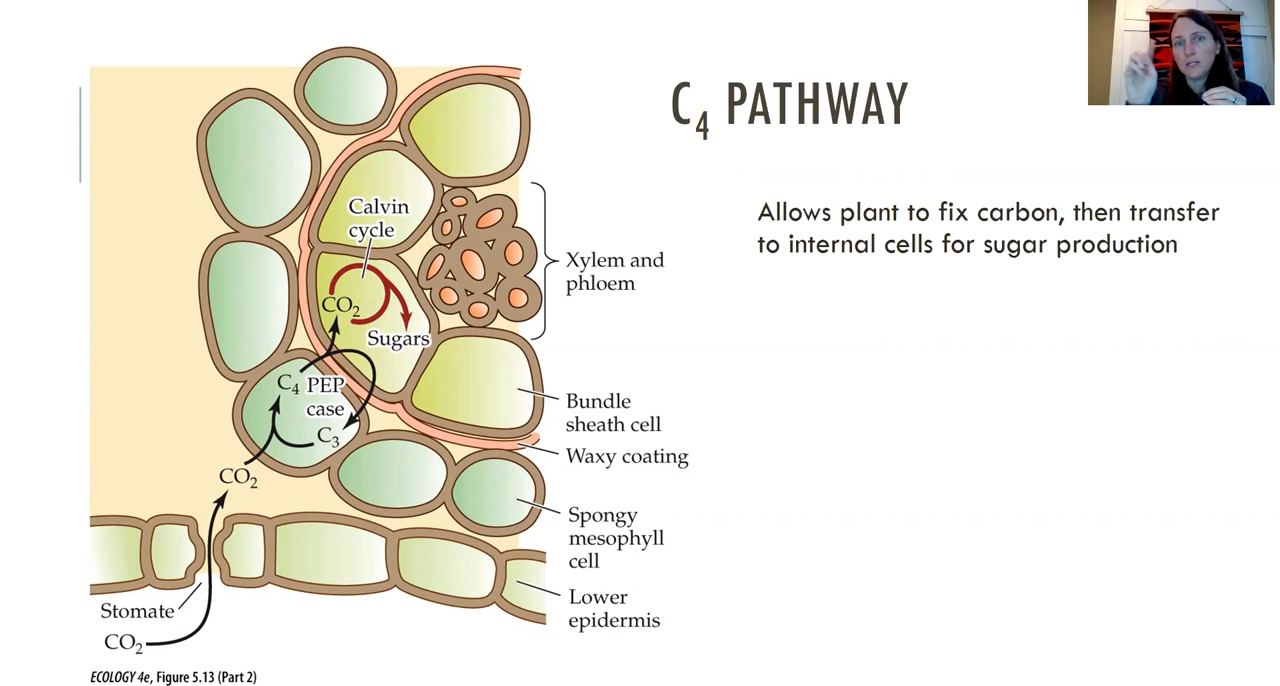 C₄ PATHWAY
Allows plant to fix carbon, then transfer
to internal cells for sugar production
Calvin
cycle
CO₂
Sugars
C₄
PEP
case
C₃
CO₂
Stomate
CO₂
Xylem and
phloem
Bundle
sheath cell
Waxy coating
Spongy
mesophyll
cell
Lower
epidermis
ECOLOGY 4e, Figure 5.13 (Part 2)